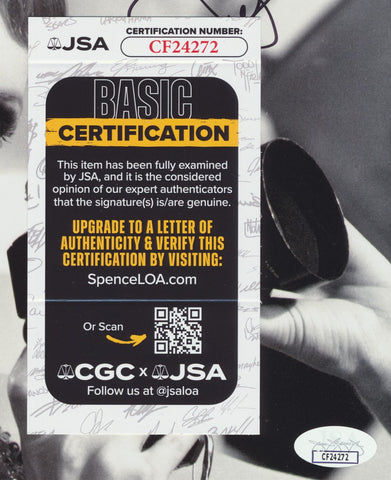 JSA
CERTIFICATION NUMBER:
CF24272
BASIC
CERTIFICATION
This item has been fully examined
by JSA, and it is the considered
opinion of our expert authenticators
that the signature(s) is/are genuine.
UPGRADE TO A LETTER OF
AUTHENTICITY & VERIFY THIS
CERTIFICATION BY VISITING:
SpenceLOA.com
Or Scan
CGC x JSA
Follow us at @jsaloa
CF24272